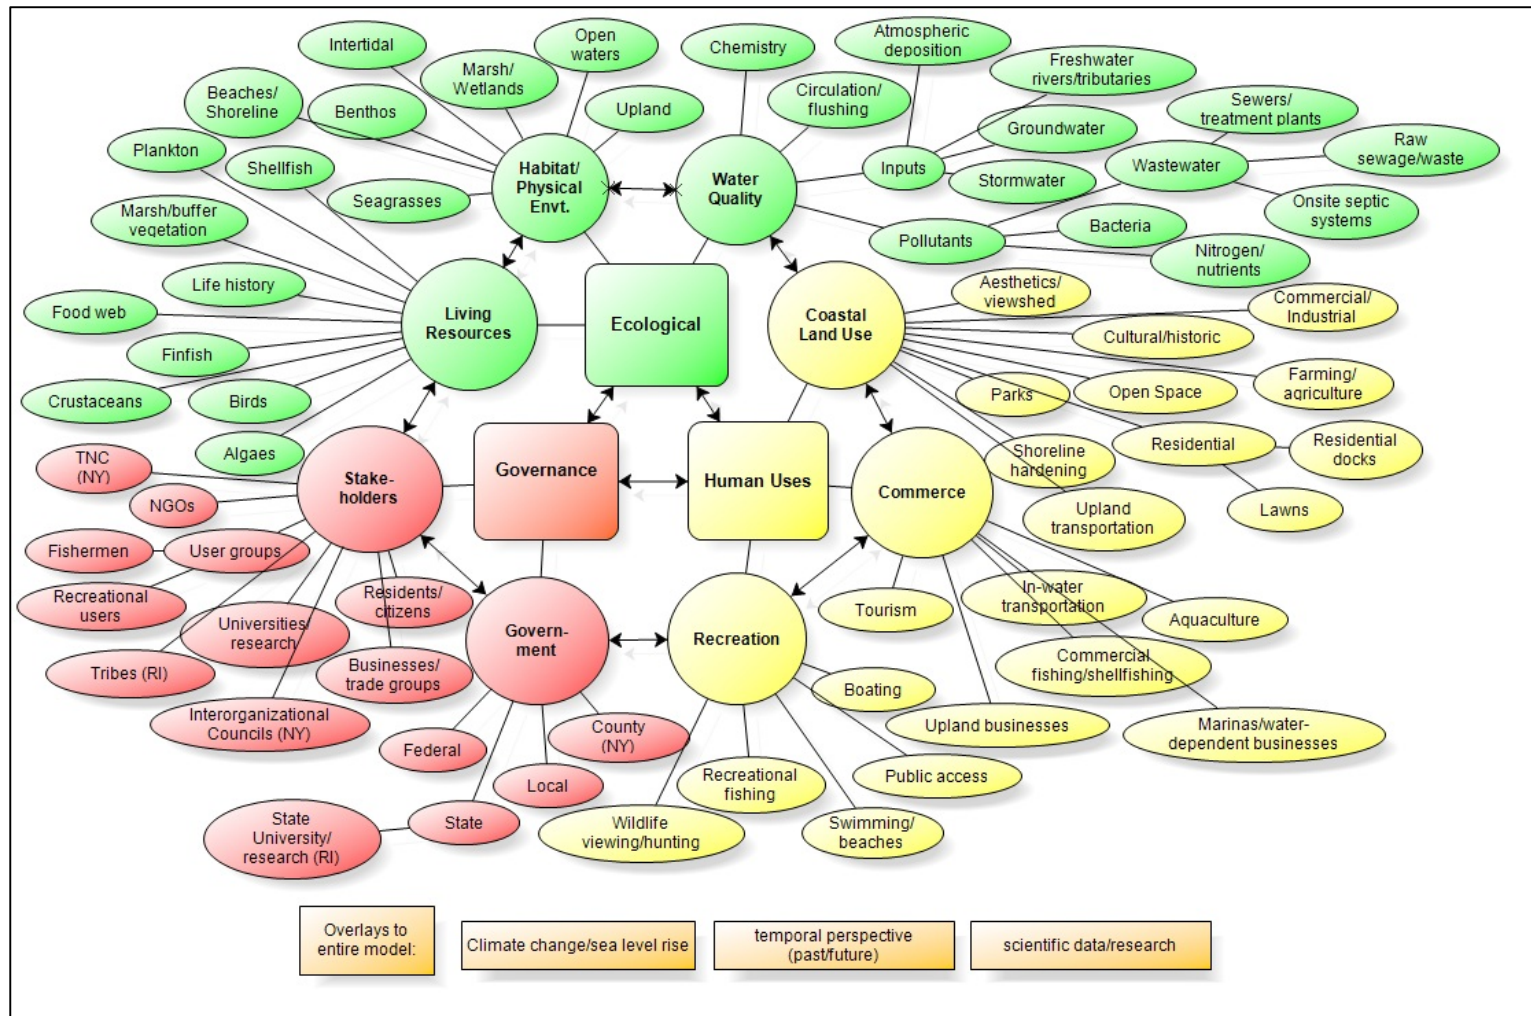 Intertidal
Open
waters
Chemistry
Atmospheric
deposition
Beaches/
Shoreline
Marsh/
Wetlands
Freshwater
rivers/tributaries
Benthos
Upland
Circulation/
flushing
Sewers/
treatment plants
Plankton
Groundwater
Raw
sewage/waste
Shellfish
Habitat/
Physical
Envt.
Water
Quality
Inputs
Wastewater
Seagrasses
Stormwater
Marsh/buffer
vegetation
Onsite septic
systems
Pollutants
Bacteria
Nitrogen/
nutrients
Life history
Food web
Living
Resources
Ecological
Coastal
Land Use
Aesthetics/
viewshed
Commercial/
Industrial
Cultural/historic
Finfish
Crustaceans
Birds
Parks
Open Space
Farming/
agriculture
Algaes
Residential
Residential
docks
TNC
(NY)
Stake-
holders
Governance
Human Uses
Commerce
Shoreline
hardening
NGOs
Upland
transportation
Lawns
Fishermen
User groups
Recreational
users
Residents/
citizens
Universities/
research
Govern-
ment
Recreation
Tourism
In-water
transportation
Aquaculture
Tribes (RI)
Businesses/
trade groups
Commercial
fishing/shellfishing
Boating
Interorganizational
Councils (NY)
Federal
County
(NY)
Upland businesses
Marinas/water-
dependent businesses
Local
Recreational
fishing
Public access
State
University/
research (RI)
State
Wildlife
viewing/hunting
Swimming/
beaches
Overlays to
entire model:
Climate change/sea level rise
temporal perspective
(past/future)
scientific data/research